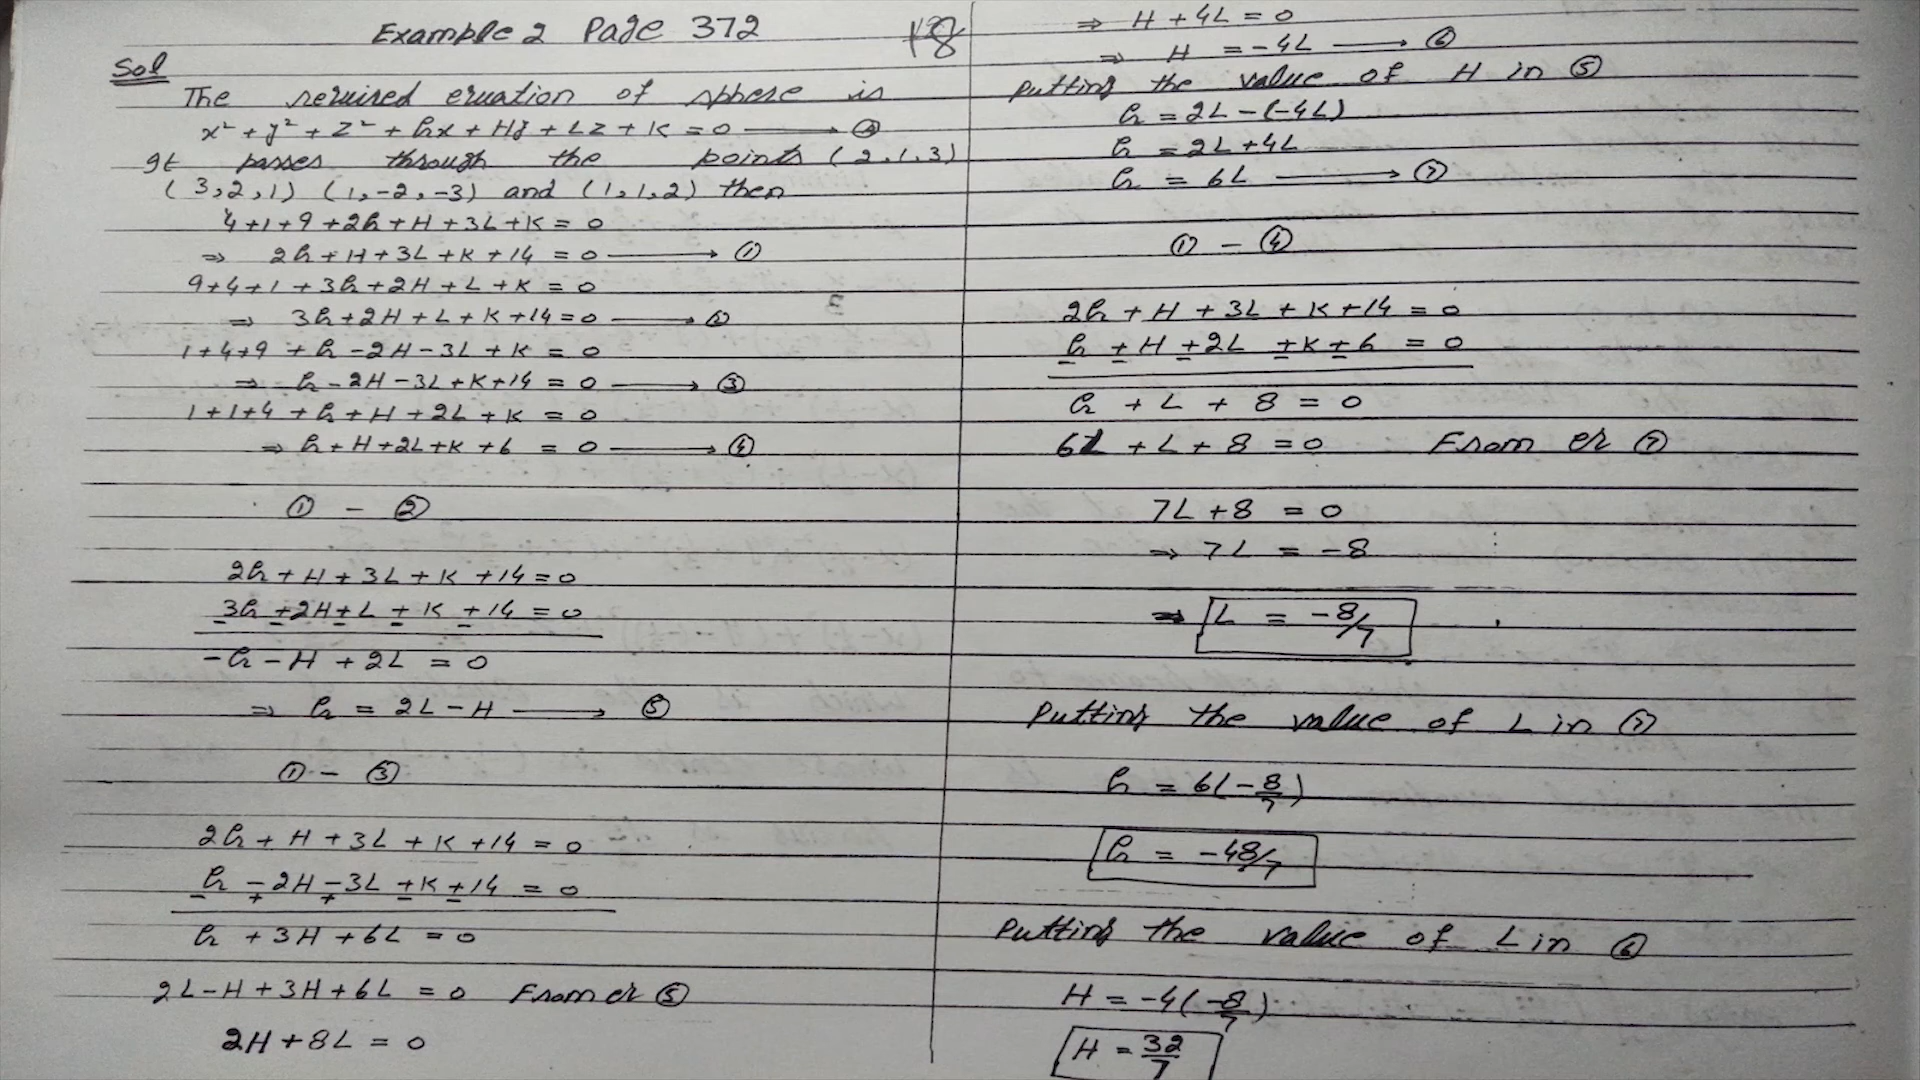 Example 2 Page 372
Sol
The required equation of sphere is
x² + y² + z² + Gx + Hy + Lz + K = 0 → ⓐ
It passes through the points (2,1,3)
(3,2,1) (1,-2,-3) and (1,1,2) then
4+1+9+2G+H+3L+K = 0
⇒ 2G+H+3L+K+14 = 0 → ①
9+4+1+3G+2H+L+K = 0
⇒ 3G+2H+L+K+14=0 → ②
1+4+9+G-2H-3L+K = 0
⇒ G-2H-3L+K+14 = 0 → ③
1+1+4+G+H+2L+K = 0
⇒ G+H+2L+K+6 = 0 → ④
① - ②
2G+H+3L+K+14=0
3G+2H+L+K+14=0
- - - - -
-G-H+2L = 0
⇒ G = 2L-H → ⑤
① - ③
2G+H+3L+K+14 = 0
G-2H-3L+K+14 = 0
- + + - -
G+3H+6L = 0
2L-H+3H+6L = 0 From eq ⑤
2H+8L = 0
⇒ H+4L = 0
⇒ H = -4L → ⑥
Putting the value of H in ⑤
G = 2L-(-4L)
G = 2L+4L
G = 6L → ⑦
① - ④
2G+H+3L+K+14 = 0
G+H+2L+K+6 = 0
- - - - -
G+L+8 = 0
6L+L+8 = 0 From eq ⑦
7L+8 = 0
⇒ 7L = -8
⇒ L = -8/7
Putting the value of L in ⑦
G = 6(-8/7)
G = -48/7
Putting the value of L in ⑥
H = -4(-8/7)
H = 32/7